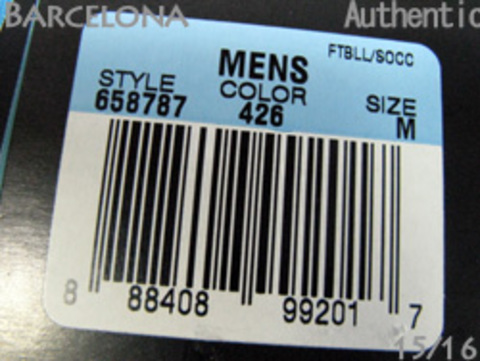 BARCELONA Authentic
MENS FTBLL/SOCC
STYLE COLOR SIZE
658787 426 M
8 88408 99201 7
15/16